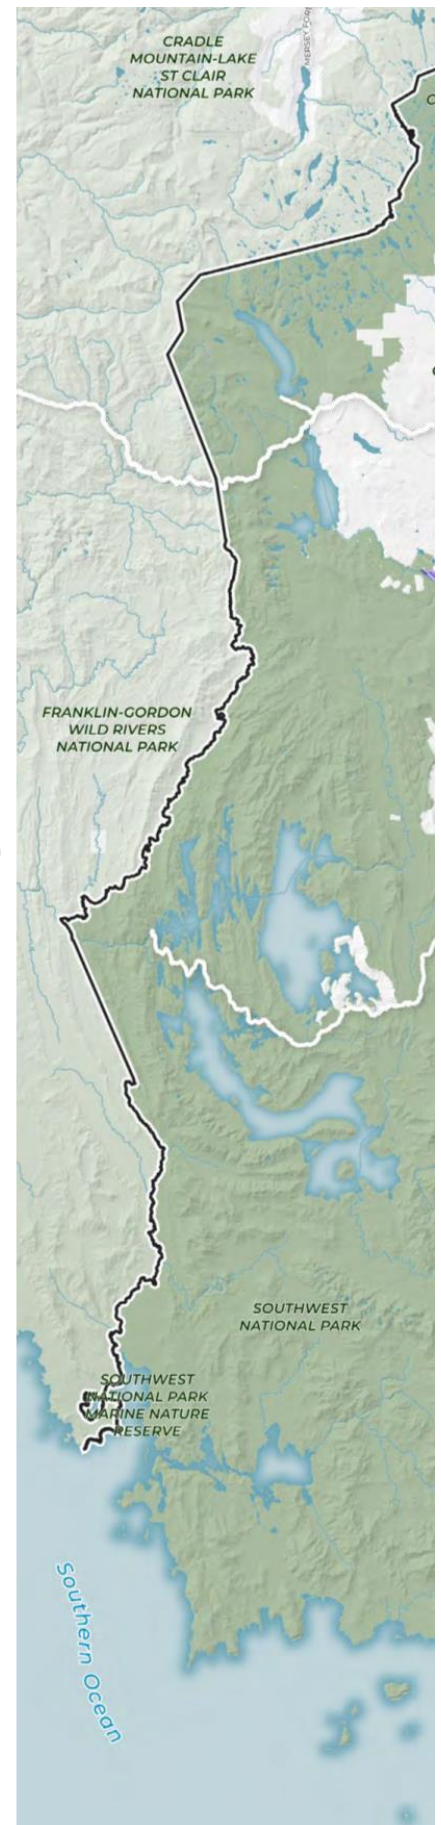 CRADLE
MOUNTAIN-LAKE
ST CLAIR
NATIONAL PARK
FRANKLIN-GORDON
WILD RIVERS
NATIONAL PARK
SOUTHWEST
NATIONAL PARK
SOUTHWEST
NATIONAL PARK
MARINE NATURE
RESERVE
Southern Ocean